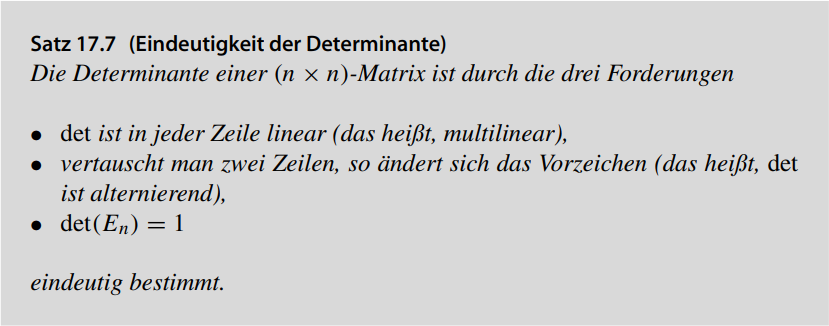 Satz 17.7 (Eindeutigkeit der Determinante)
Die Determinante einer (n × n)-Matrix ist durch die drei Forderungen
• det ist in jeder Zeile linear (das heißt, multilinear),
• vertauscht man zwei Zeilen, so ändert sich das Vorzeichen (das heißt, det
ist alternierend),
• det(Eₙ) = 1
eindeutig bestimmt.